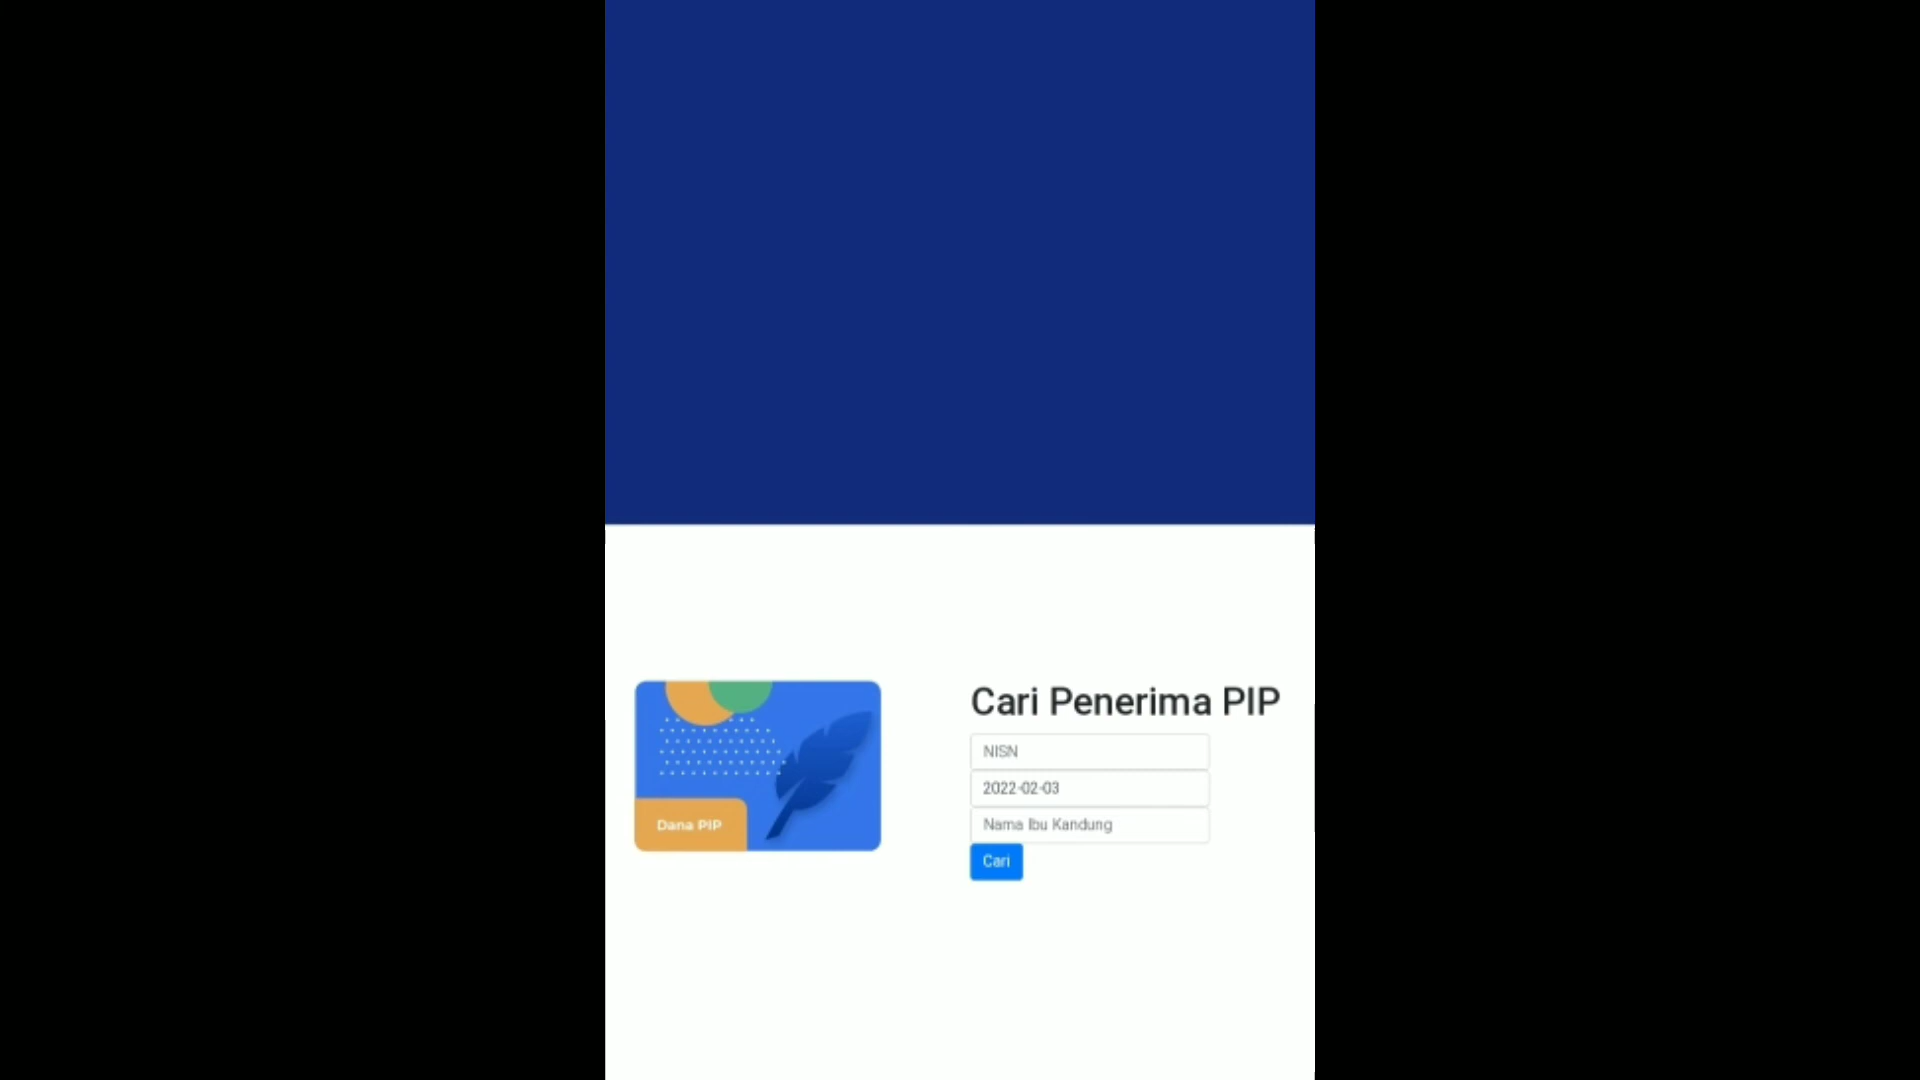 Cari Penerima PIP
NISN
2022-02-03
Nama Ibu Kandung
Cari
Dana PIP